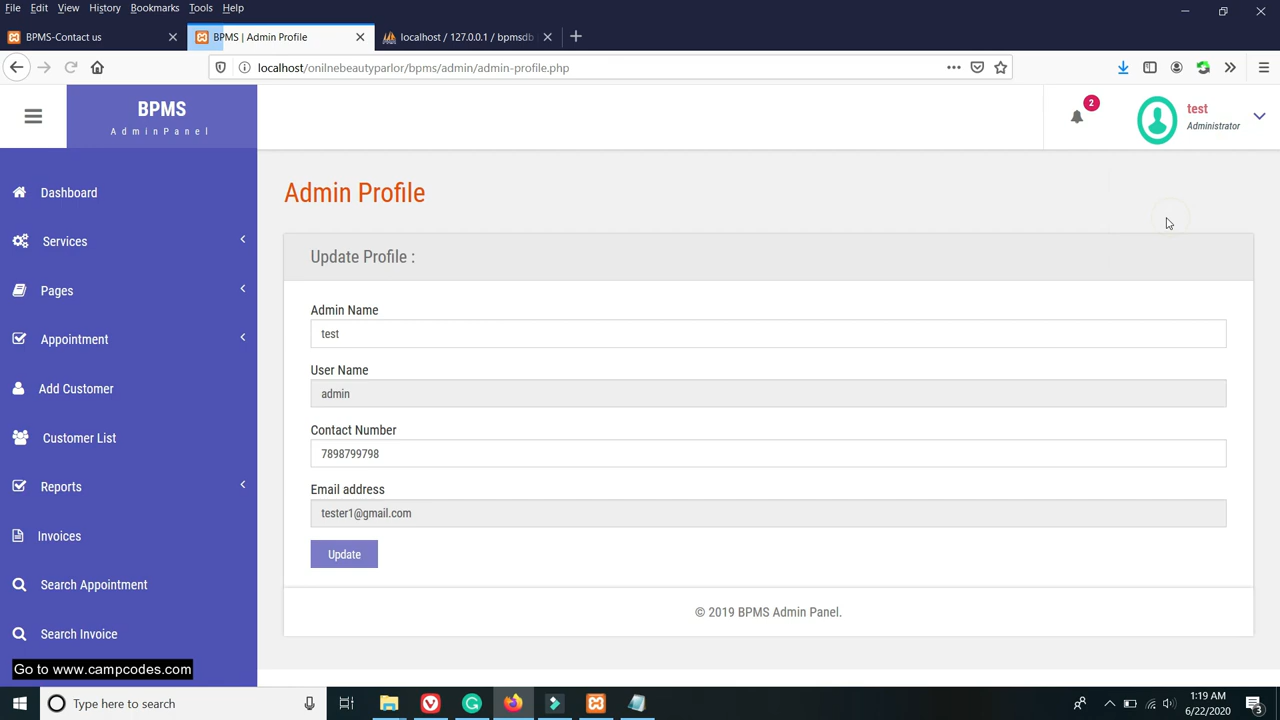 File Edit View History Bookmarks Tools Help
BPMS-Contact us
BPMS | Admin Profile
localhost / 127.0.0.1 / bpmsdb
localhost/onilnebeautyparlor/bpms/admin/admin-profile.php
BPMS
AdminPanel
2
test
Administrator
Dashboard
Services
Pages
Appointment
Add Customer
Customer List
Reports
Invoices
Search Appointment
Search Invoice
Go to www.campcodes.com
Admin Profile
Update Profile :
Admin Name
test
User Name
admin
Contact Number
7898799798
Email address
tester1@gmail.com
Update
© 2019 BPMS Admin Panel.
Type here to search
1:19 AM
6/22/2020
3